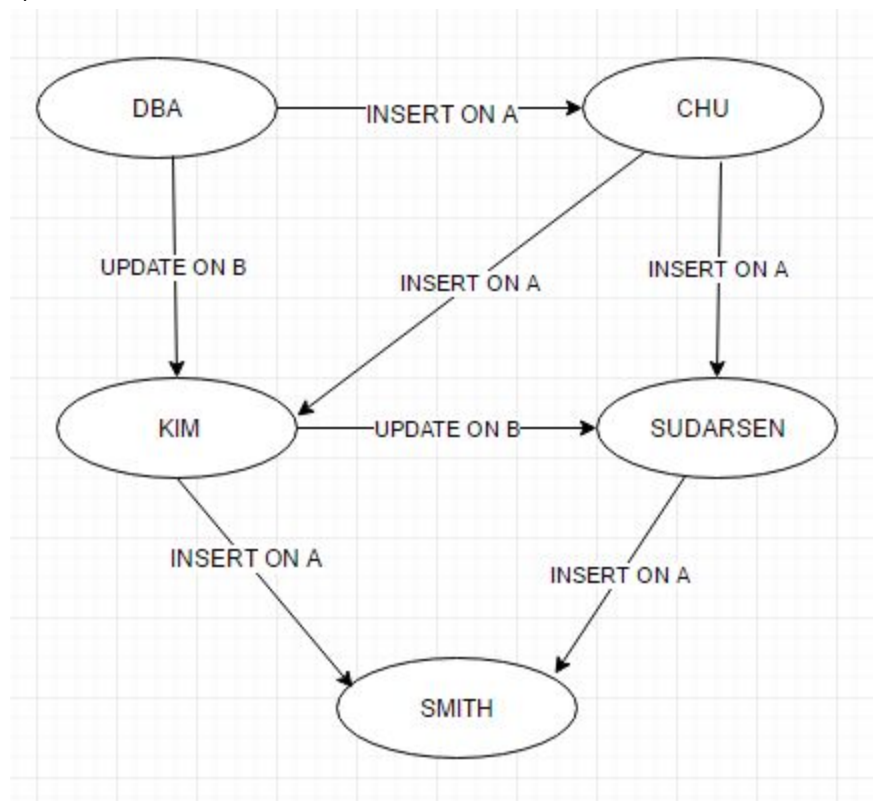 DBA
INSERT ON A
CHU
UPDATE ON B
INSERT ON A
INSERT ON A
KIM
UPDATE ON B
SUDARSEN
INSERT ON A
INSERT ON A
SMITH